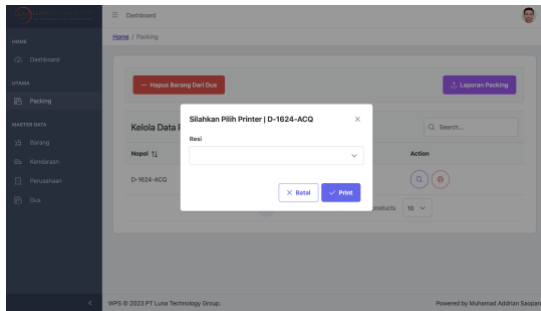 Dashboard
Home / Packing
HOME
Dashboard
UTAMA
Packing
MASTER DATA
Barang
Kendaraan
Perusahaan
Dus
Hapus Barang Dari Dus
Laporan Packing
Kelola Data
Search...
Nopol
Action
D-1624-ACQ
products
10
Silahkan Pilih Printer | D-1624-ACQ
Resi
Batal
Print
WPS © 2023 PT Luna Technology Group.
Powered by Muhamad Addrian Saopan